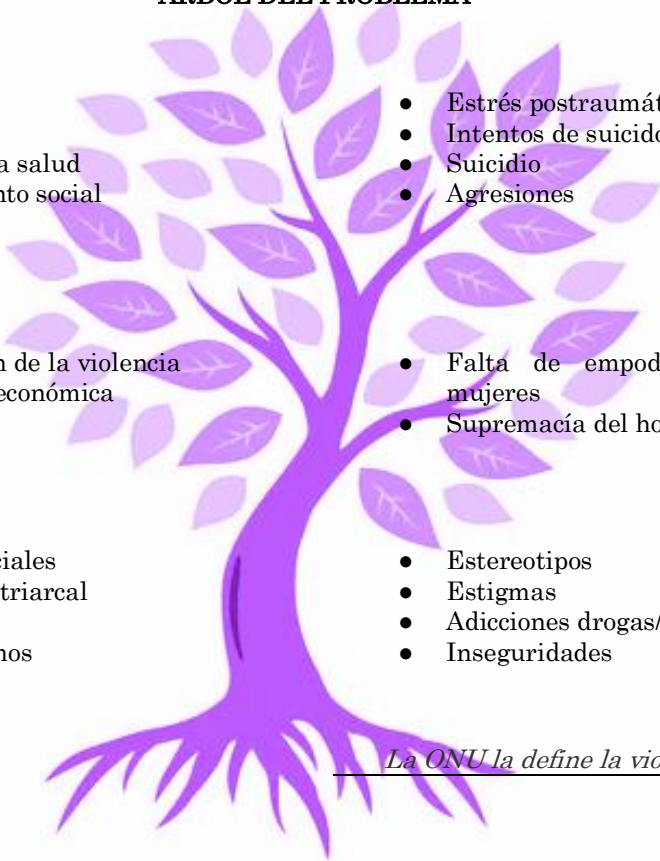 ÁRBOL DEL PROBLEMA
a salud
nto social
● Estrés postraumát
● Intentos de suicido
● Suicidio
● Agresiones
n de la violencia
económica
● Falta de empod
mujeres
● Supremacía del ho
ciales
triarcal
nos
● Estereotipos
● Estigmas
● Adicciones drogas/
● Inseguridades
La ONU la define la vio